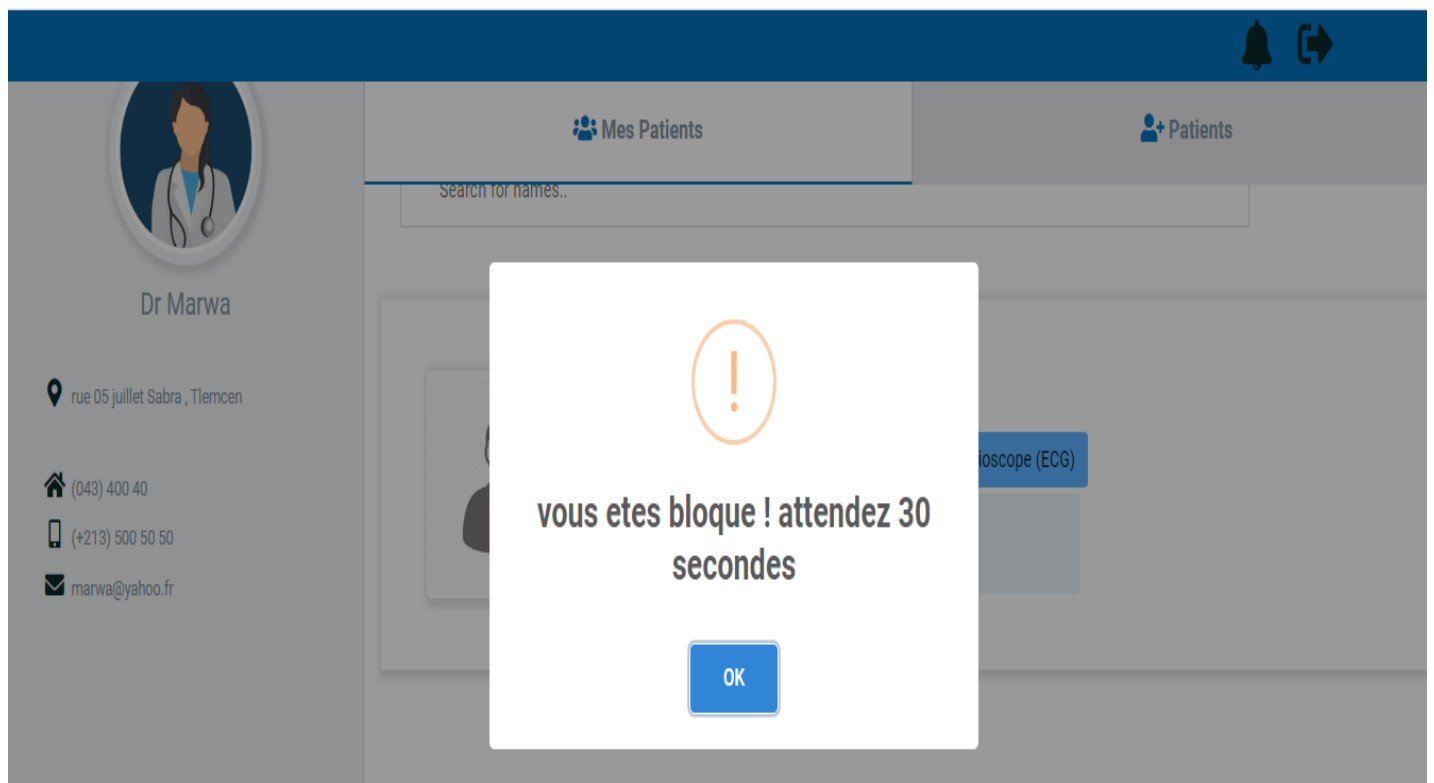 Mes Patients
Patients
Search for names..
Dr Marwa
rue 05 juillet Sabra , Tlemcen
(043) 400 40
(+213) 500 50 50
marwa@yahoo.fr
(ECG)
vous etes bloque ! attendez 30
secondes
OK